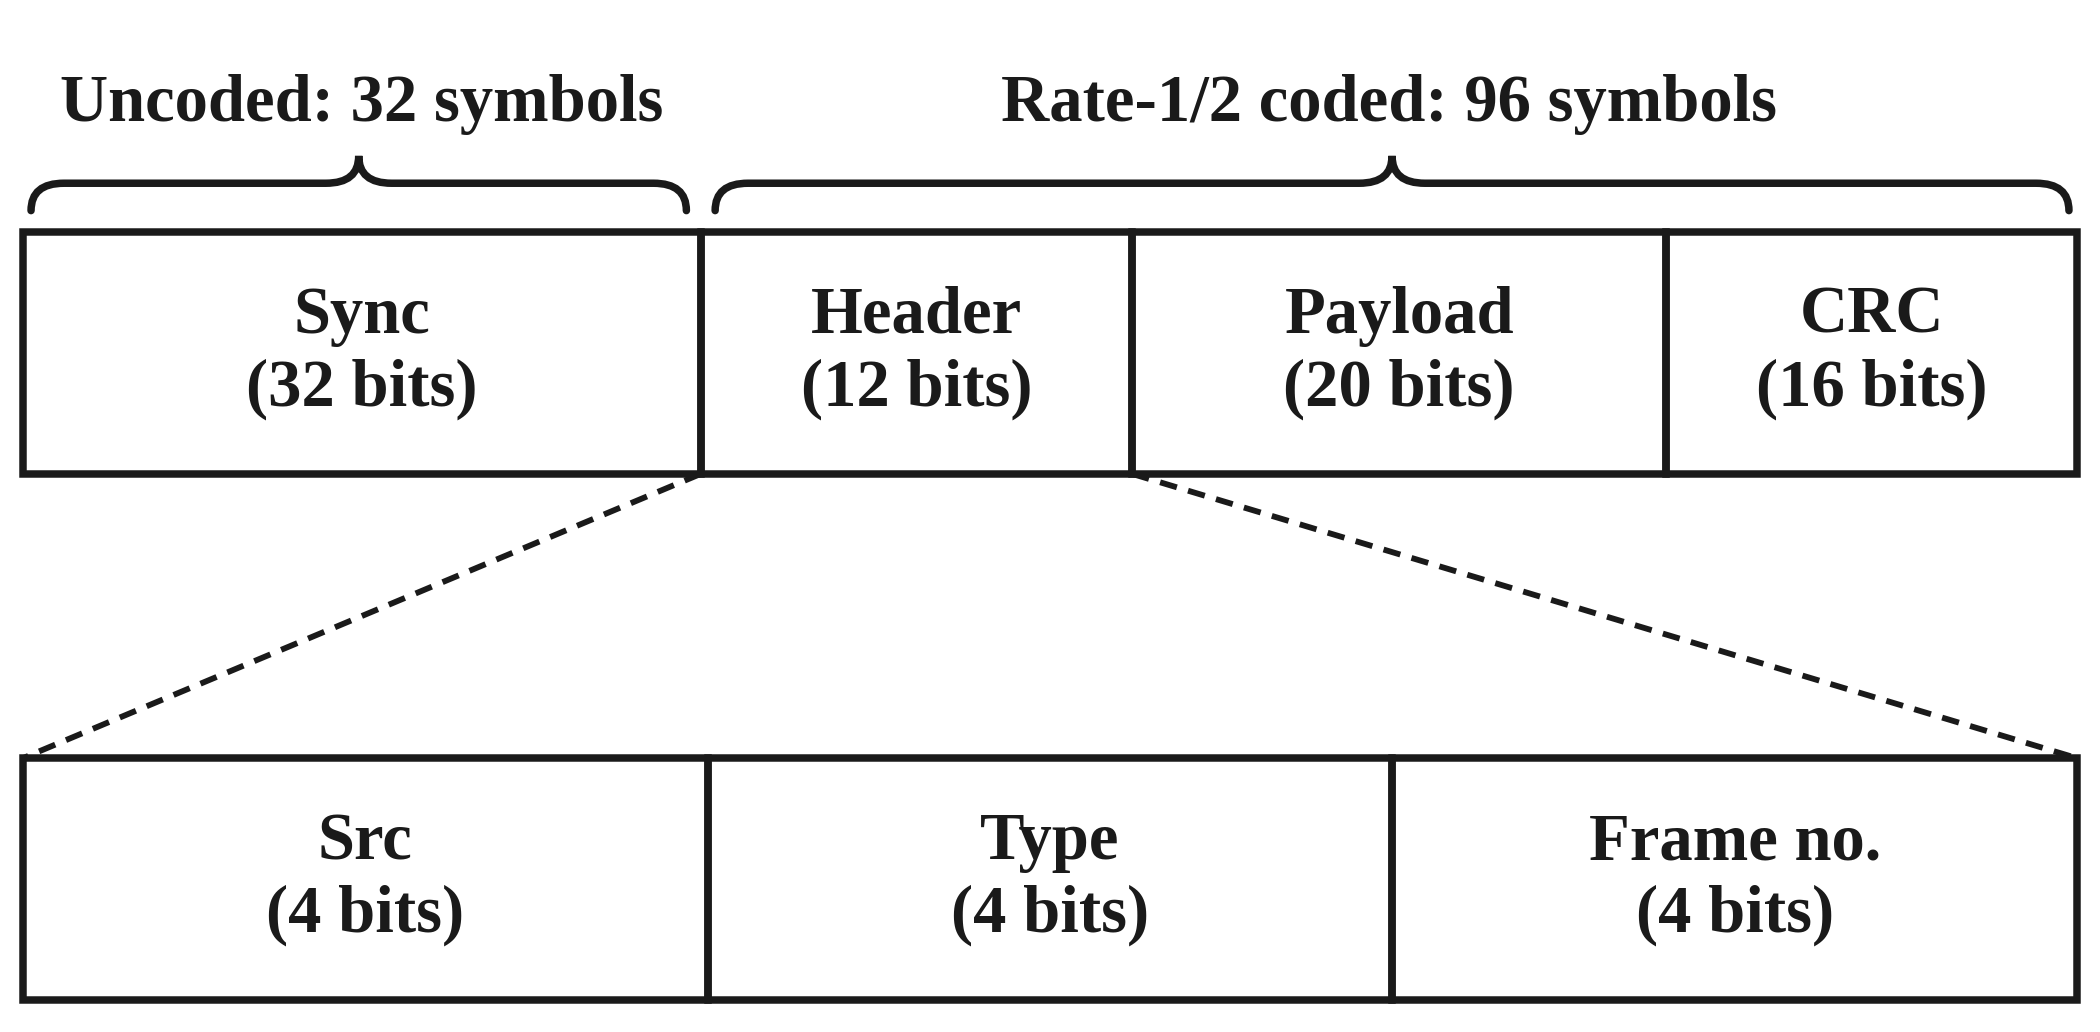 Uncoded: 32 symbols
Rate-1/2 coded: 96 symbols
Sync
(32 bits)
Header
(12 bits)
Payload
(20 bits)
CRC
(16 bits)
Src
(4 bits)
Type
(4 bits)
Frame no.
(4 bits)